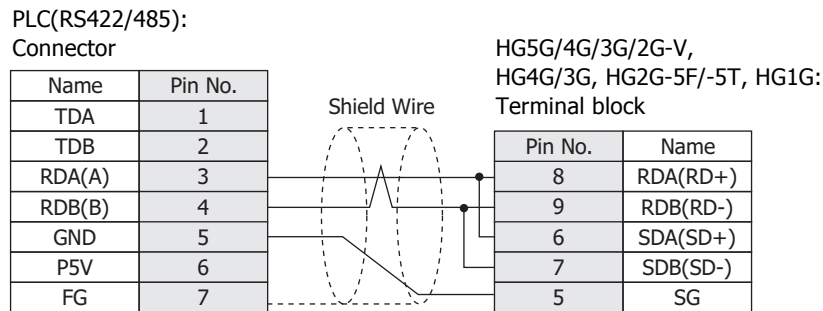 PLC(RS422/485):
Connector
HG5G/4G/3G/2G-V,
HG4G/3G, HG2G-5F/-5T, HG1G:
Terminal block
Shield Wire
Name Pin No.
TDA 1
TDB 2
RDA(A) 3
RDB(B) 4
GND 5
P5V 6
FG 7
Pin No. Name
8 RDA(RD+)
9 RDB(RD-)
6 SDA(SD+)
7 SDB(SD-)
5 SG